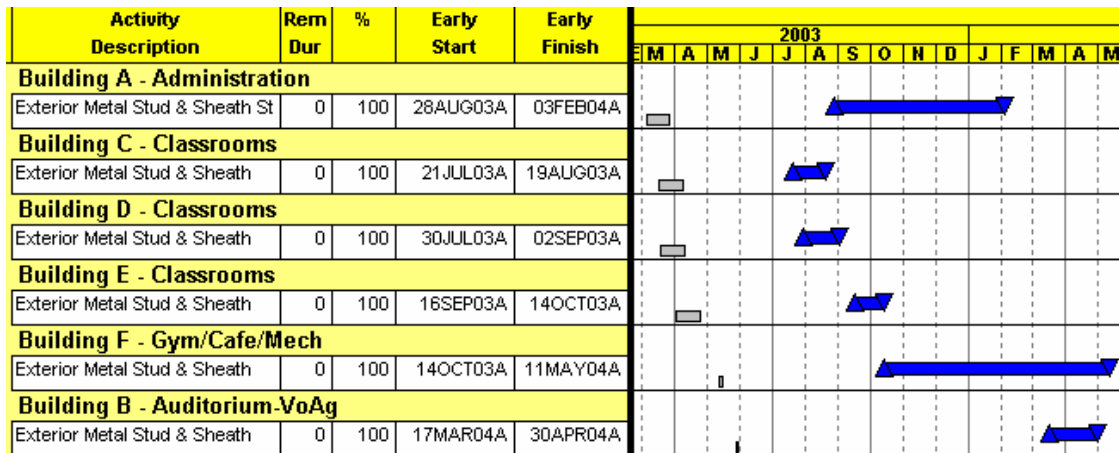 Activity Rem % Early Early
2003
Description Dur Start Finish E M A M J J A S O N D J F M A M
Building A - Administration
Exterior Metal Stud & Sheath St 0 100 28AUG03A 03FEB04A
Building C - Classrooms
Exterior Metal Stud & Sheath 0 100 21JUL03A 19AUG03A
Building D - Classrooms
Exterior Metal Stud & Sheath 0 100 30JUL03A 02SEP03A
Building E - Classrooms
Exterior Metal Stud & Sheath 0 100 16SEP03A 14OCT03A
Building F - Gym/Cafe/Mech
Exterior Metal Stud & Sheath 0 100 14OCT03A 11MAY04A
Building B - Auditorium-VoAg
Exterior Metal Stud & Sheath 0 100 17MAR04A 30APR04A